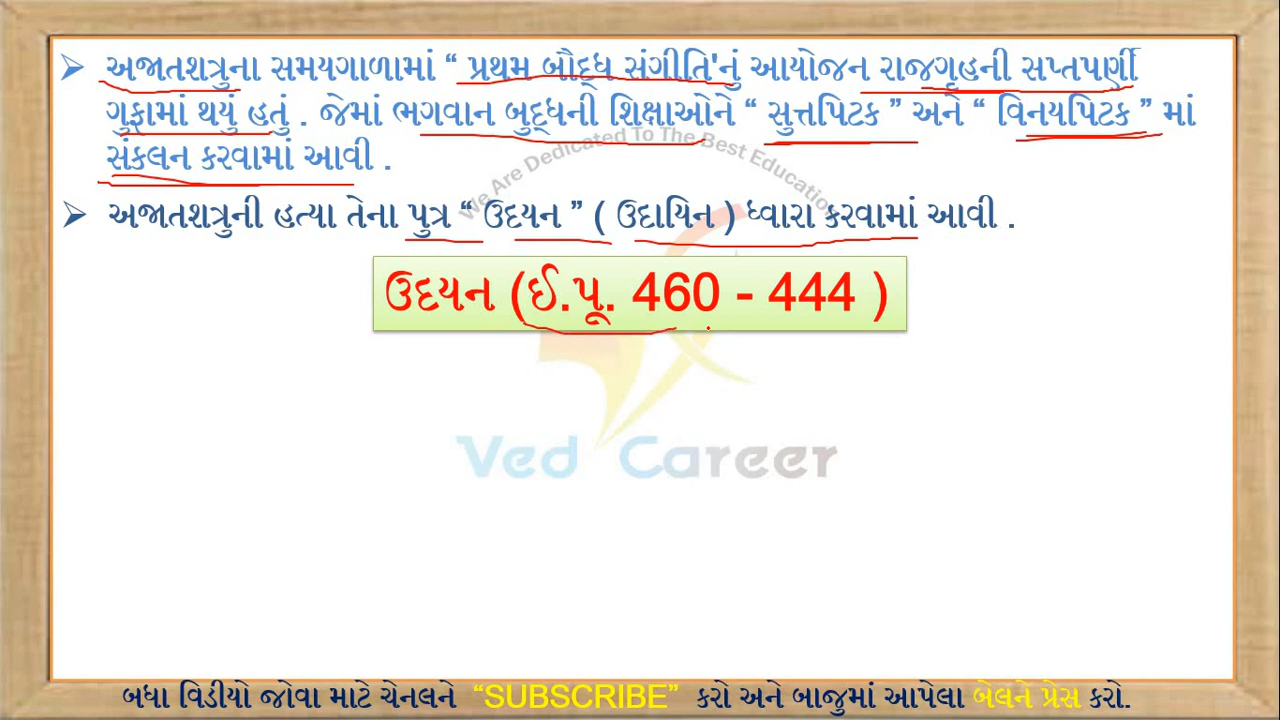 અજાતશત્રુના સમયગાળામાં “ પ્રથમ બૌદ્ધ સંગીતિ'નું આયોજન રાજગૃહની સપ્તપર્ણી
ગુફામાં થયું હતું . જેમાં ભગવાન બુદ્ધની શિક્ષાઓને “ સુત્તપિટક ” અને “ વિનયપિટક ” માં
સંકલન કરવામાં આવી .
We Are Dedicated To The Best Education
અજાતશત્રુની હત્યા તેના પુત્ર “ ઉદયન ” ( ઉદાયિન ) ધ્વારા કરવામાં આવી .
ઉદયન (ઈ.પૂ. 460 - 444 )
Ved Career
બધા વિડીયો જોવા માટે ચેનલને “SUBSCRIBE” કરો અને બાજુમાં આપેલા બેલને પ્રેસ કરો.